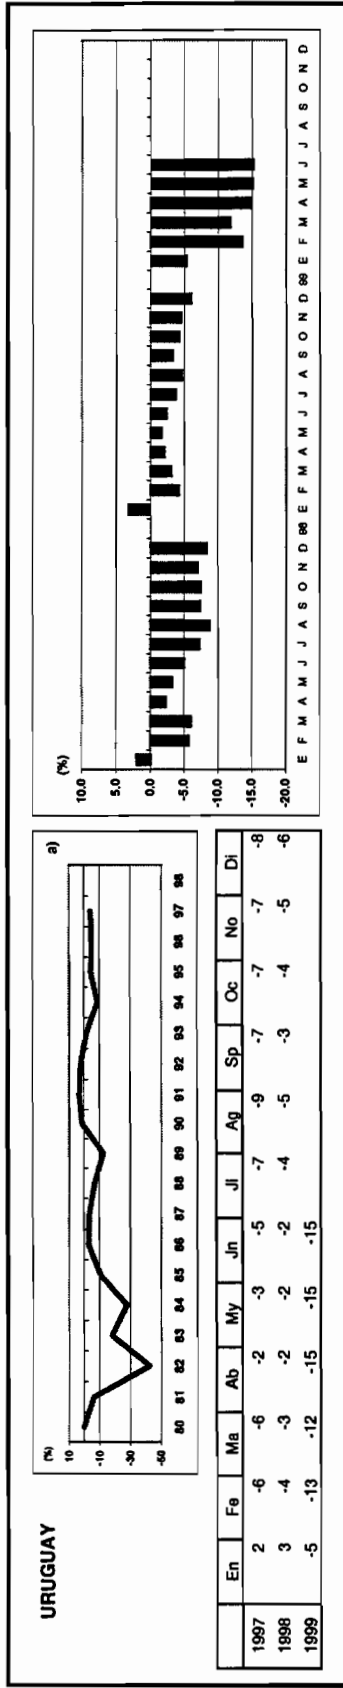 URUGUAY
(%)
a)
10
-10
-30
-50
80 81 82 83 84 85 86 87 88 89 90 91 92 93 94 95 96 97 98
(%)
10.0
5.0
0.0
-5.0
-10.0
-15.0
-20.0
E F M A M J J A S O N D 98 E F M A M J J A S O N D 99 E F M A M J J A S O N D
En Fe Ma Ab My Jn Jl Ag Sp Oc No Di
1997 2 -6 -6 -2 -3 -5 -7 -9 -7 -7 -7 -8
1998 3 -4 -3 -2 -2 -2 -4 -5 -3 -4 -5 -6
1999 -5 -13 -12 -15 -15 -15